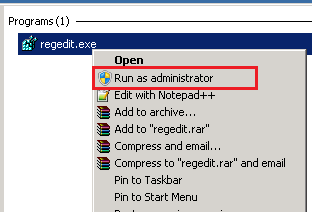 Programs (1)
regedit.exe
Open
Run as administrator
Edit with Notepad++
Add to archive...
Add to "regedit.rar"
Compress and email...
Compress to "regedit.rar" and email
Pin to Taskbar
Pin to Start Menu